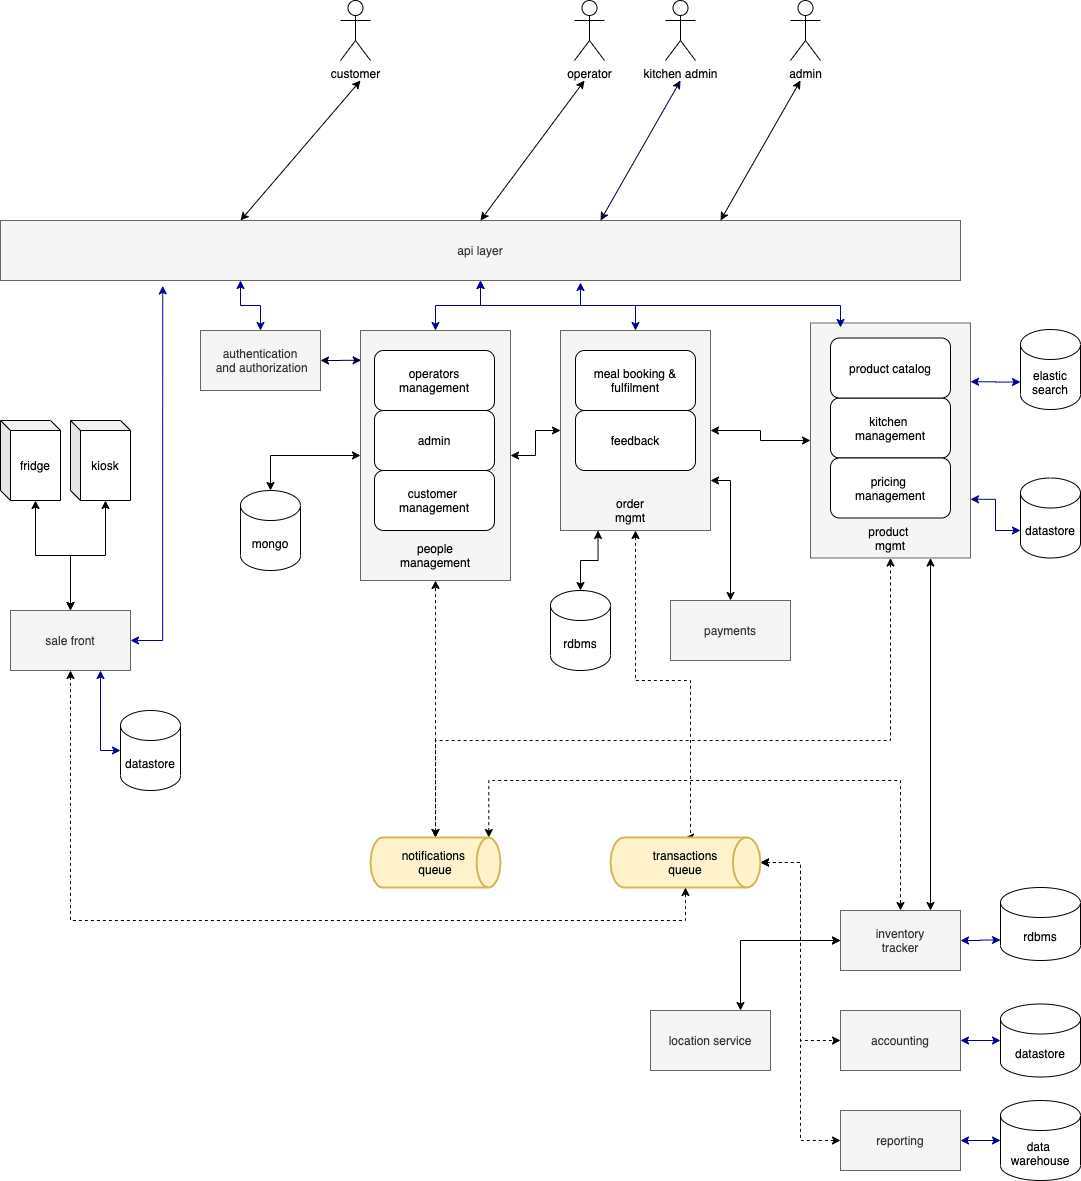 customer
operator
kitchen admin
admin
api layer
authentication
and authorization
operators
management
admin
customer
management
people
management
meal booking &
fulfilment
feedback
order
mgmt
product catalog
kitchen
management
pricing
management
product
mgmt
elastic
search
datastore
fridge
kiosk
mongo
sale front
rdbms
payments
datastore
notifications
queue
transactions
queue
inventory
tracker
rdbms
location service
accounting
datastore
reporting
data
warehouse